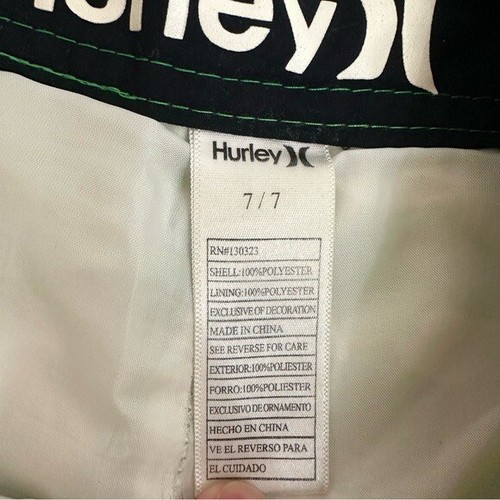 Hurley
Hurley
7/7
RN#130323
SHELL:100%POLYESTER
LINING:100%POLYESTER
EXCLUSIVE OF DECORATION
MADE IN CHINA
SEE REVERSE FOR CARE
EXTERIOR:100%POLIESTER
FORRO:100%POLIESTER
EXCLUSIVO DE ORNAMENTO
HECHO EN CHINA
VE EL REVERSO PARA
EL CUIDADO